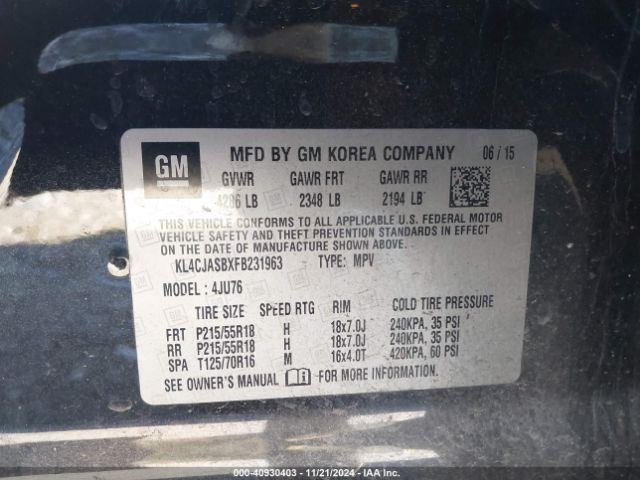 GM
MFD BY GM KOREA COMPANY 06 / 15
GVWR GAWR FRT GAWR RR
4286 LB 2348 LB 2194 LB
THIS VEHICLE CONFORMS TO ALL APPLICABLE U.S. FEDERAL MOTOR
VEHICLE SAFETY AND THEFT PREVENTION STANDARDS IN EFFECT
ON THE DATE OF MANUFACTURE SHOWN ABOVE.
KL4CJASBXFB231963 TYPE: MPV
MODEL : 4JU76
TIRE SIZE SPEED RTG RIM COLD TIRE PRESSURE
FRT P215/55R18 H 18x7.0J 240KPA, 35 PSI
RR P215/55R18 H 18x7.0J 240KPA, 35 PSI
SPA T125/70R16 M 16x4.0T 420KPA, 60 PSI
SEE OWNER'S MANUAL FOR MORE INFORMATION.
000-40930403 - 11/21/2024 - IAA Inc.